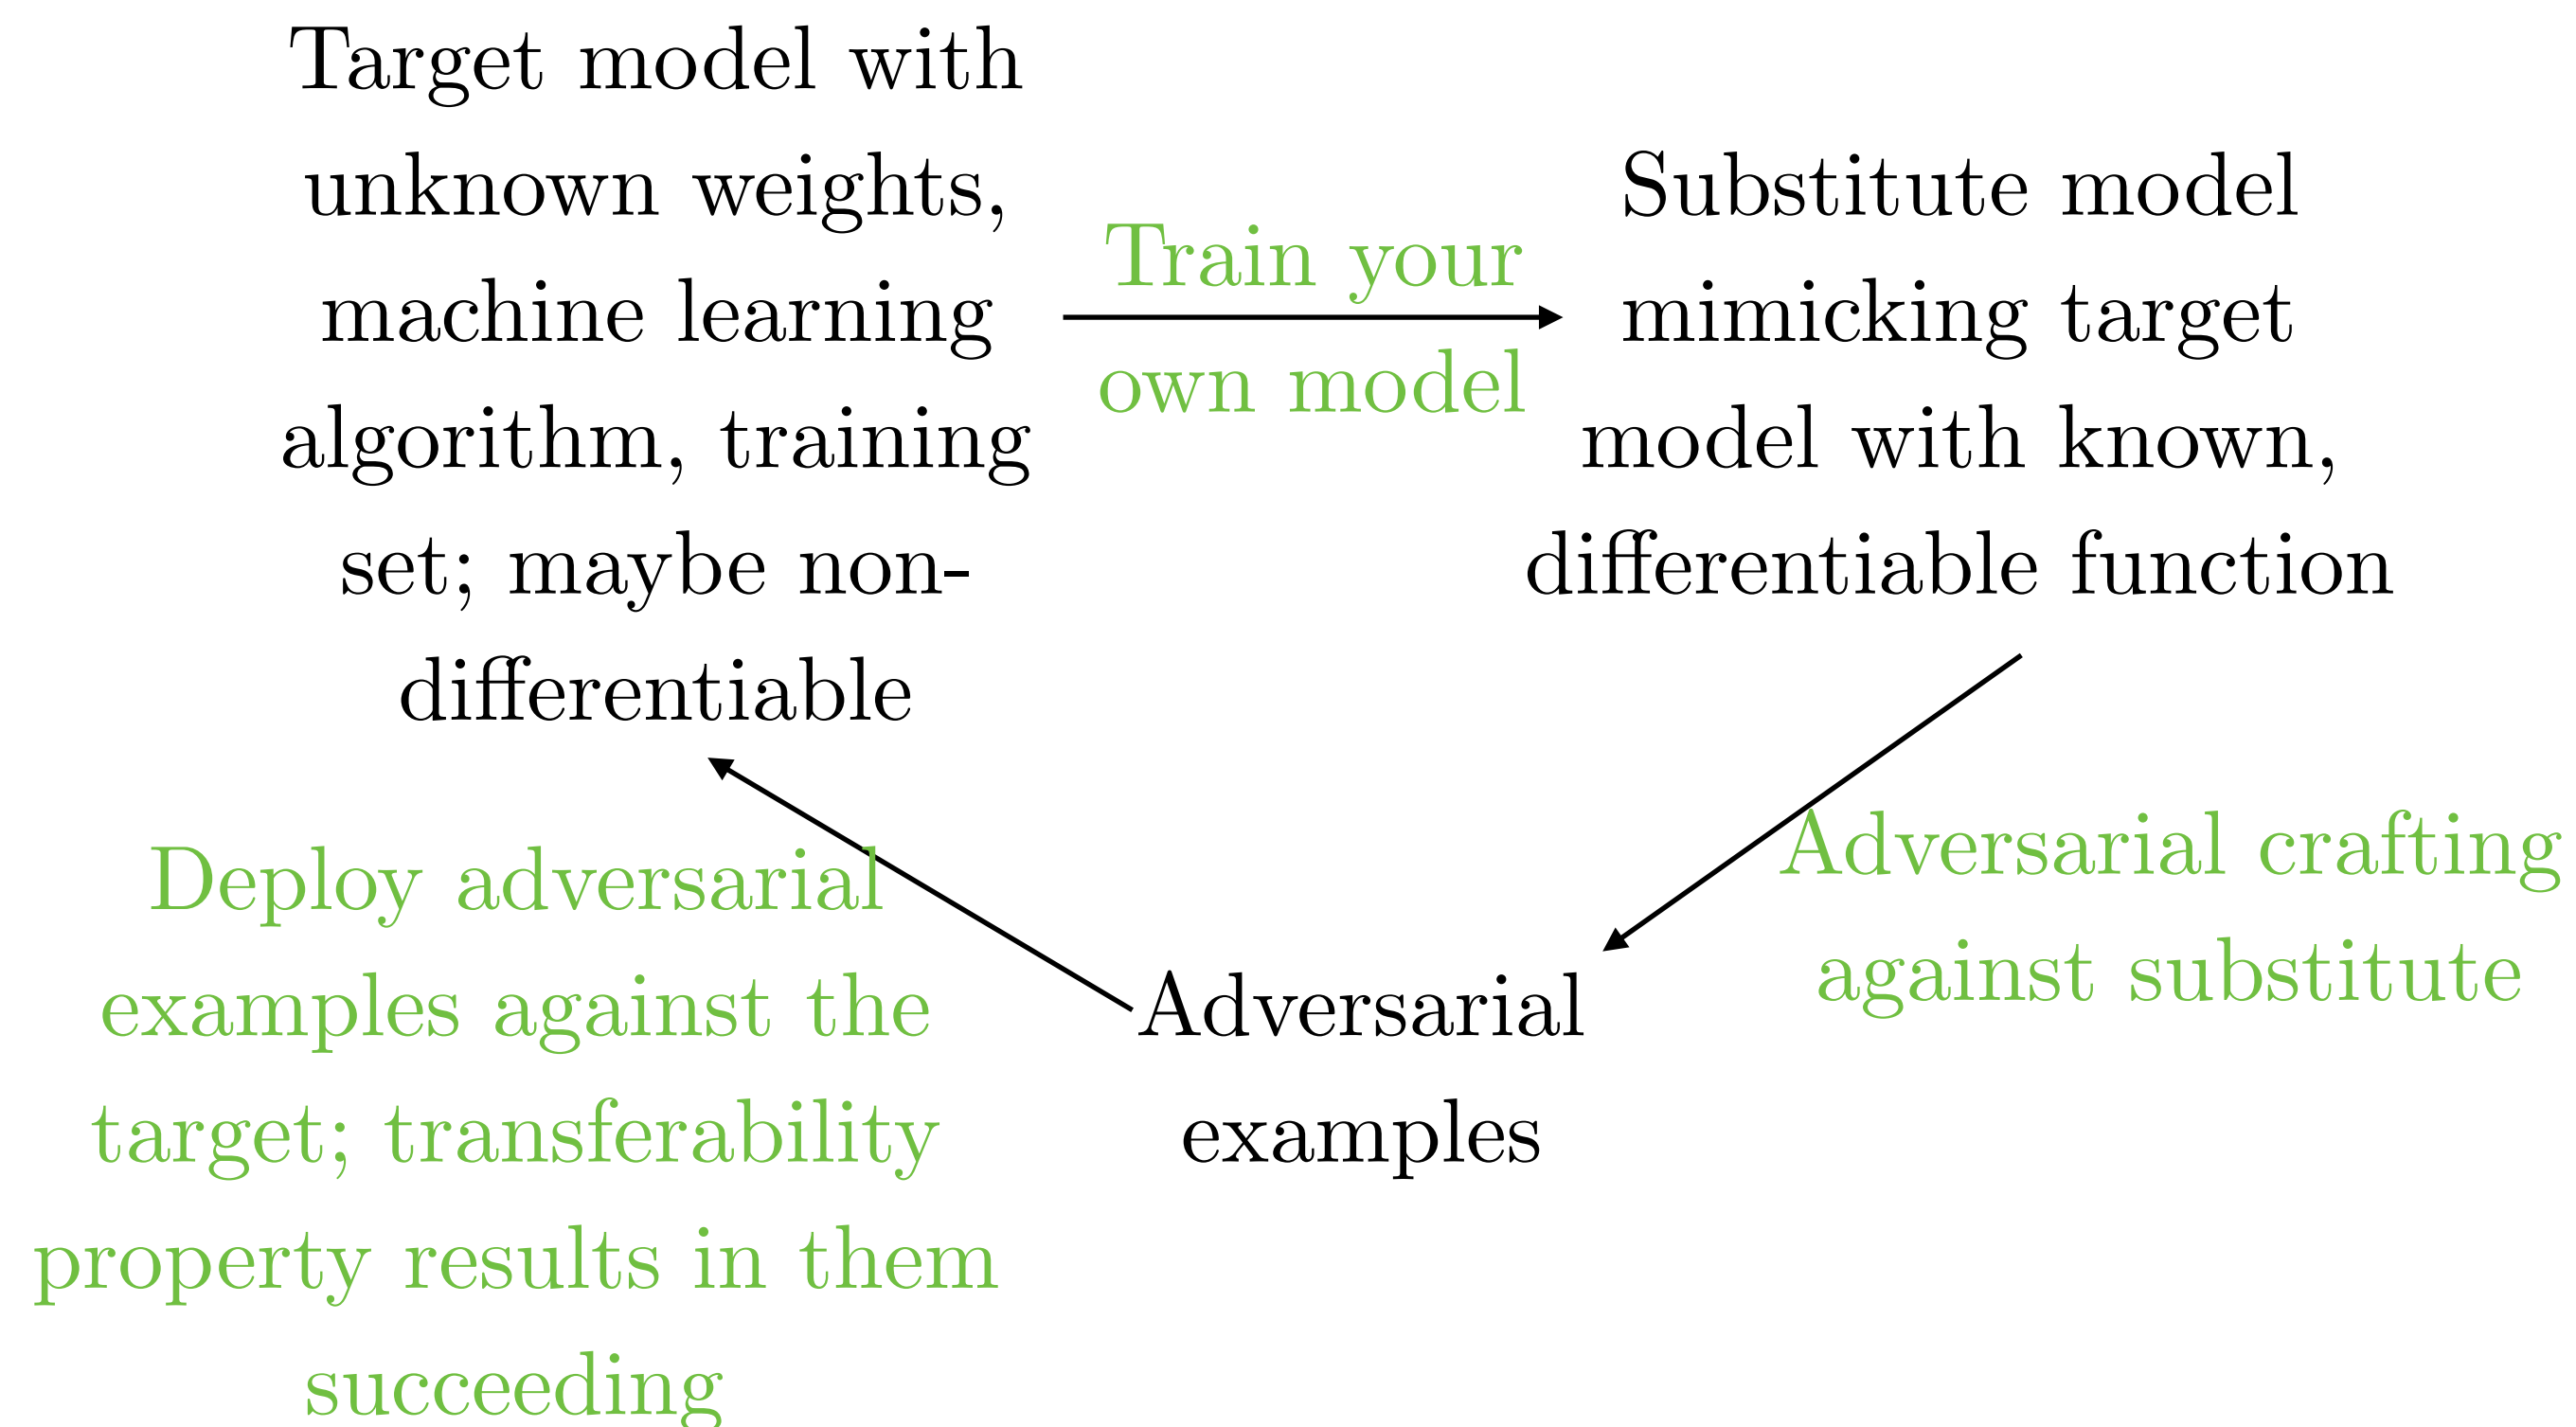 Target model with
unknown weights,
machine learning
algorithm, training
set; maybe non-
differentiable
Train your
own model
Substitute model
mimicking target
model with known,
differentiable function
Adversarial crafting
against substitute
Adversarial
examples
Deploy adversarial
examples against the
target; transferability
property results in them
succeeding